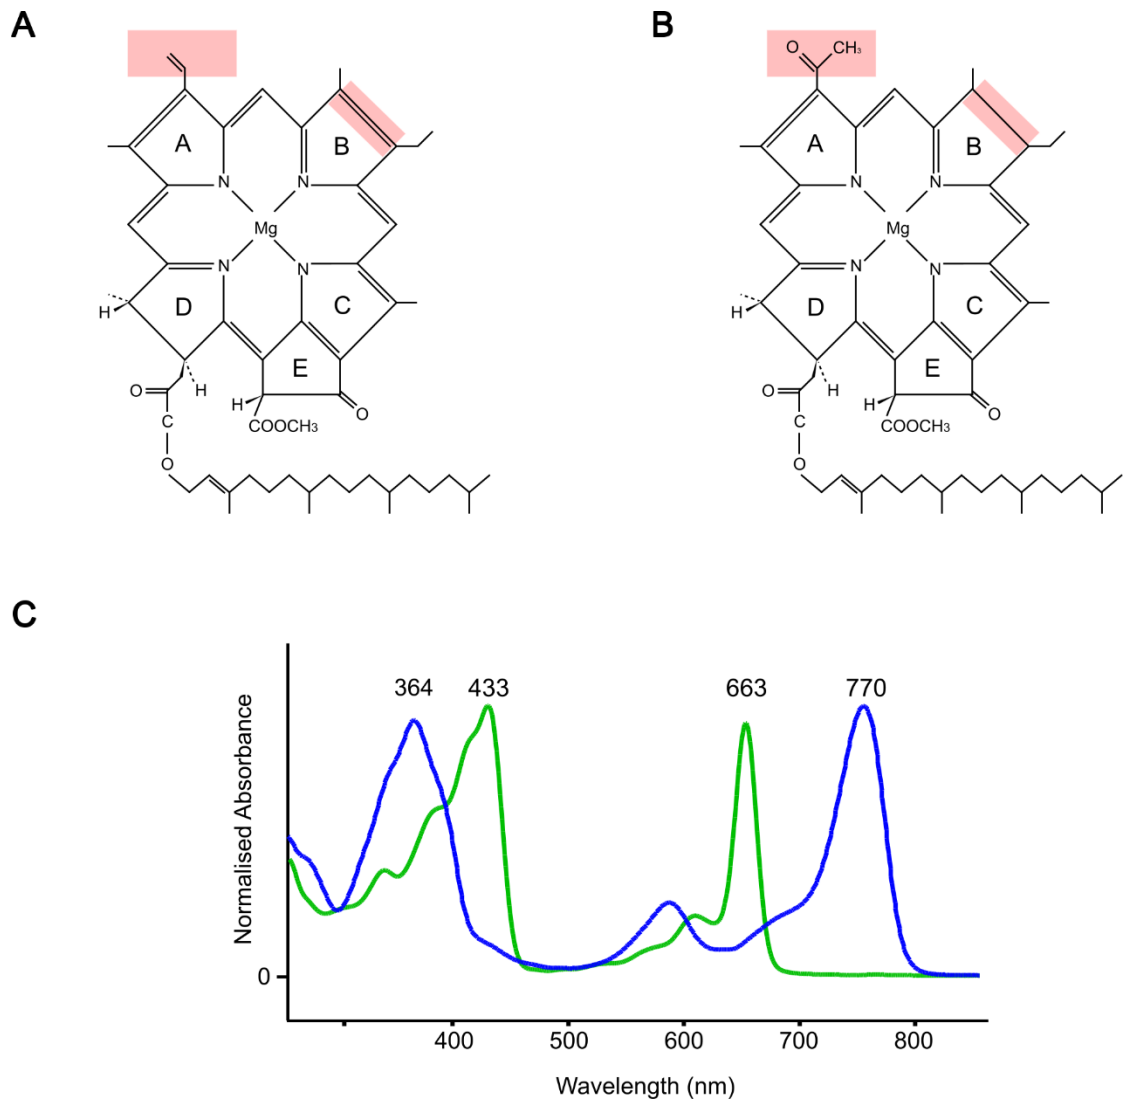 A
B
O
CH3
A
B
A
B
N
N
N
N
Mg
Mg
N
N
N
N
H
D
C
H
D
C
E
E
O
H
H
O
O
H
H
O
C
COOCH3
C
COOCH3
O
O
C
364
433
663
770
Normalised Absorbance
0
400
500
600
700
800
Wavelength (nm)